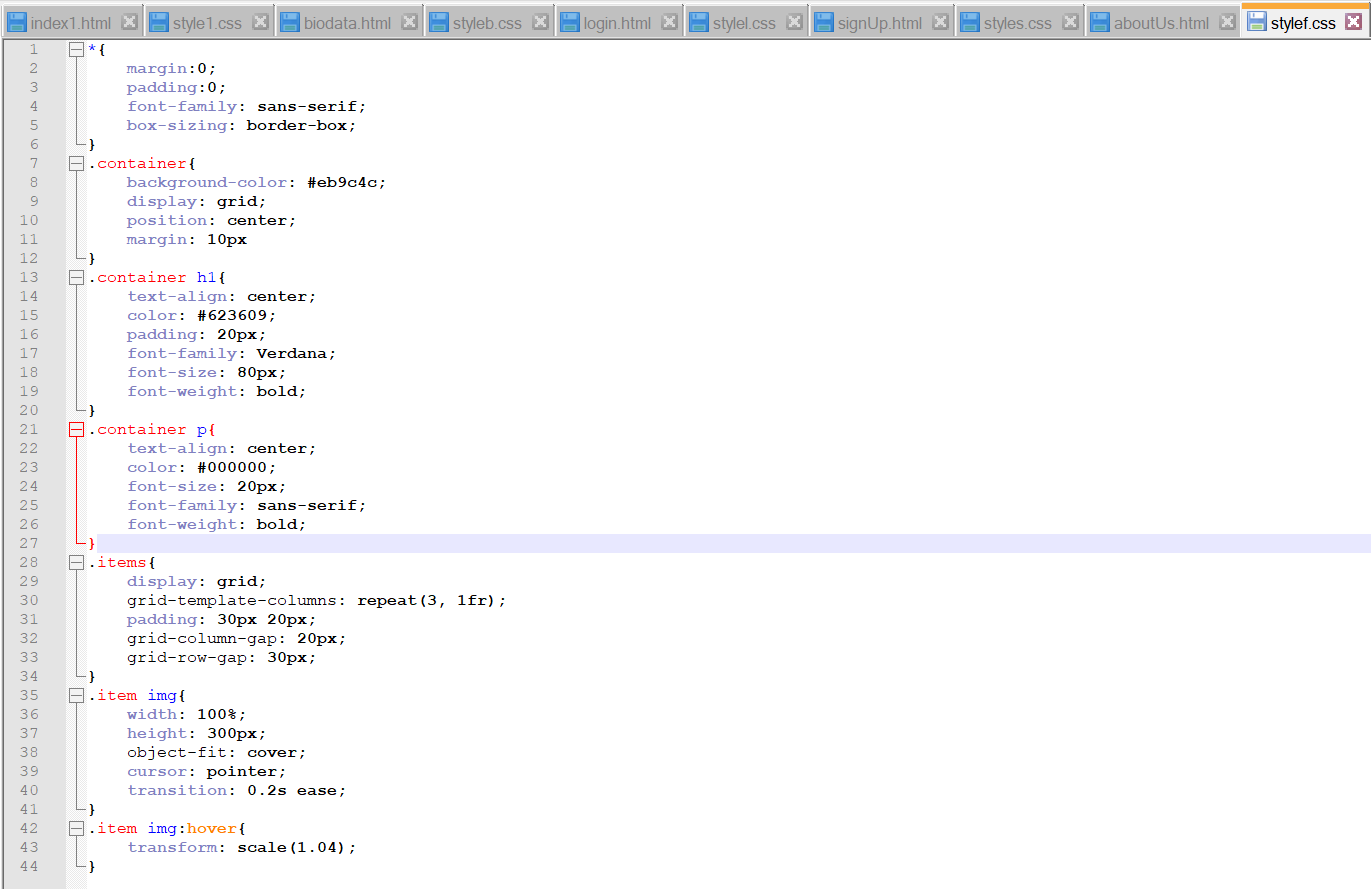 index1.html style1.css biodata.html styleb.css login.html stylel.css signUp.html styles.css aboutUs.html stylef.css
1 *{
2 margin:0;
3 padding:0;
4 font-family: sans-serif;
5 box-sizing: border-box;
6 }
7 .container{
8 background-color: #eb9c4c;
9 display: grid;
10 position: center;
11 margin: 10px
12 }
13 .container h1{
14 text-align: center;
15 color: #623609;
16 padding: 20px;
17 font-family: Verdana;
18 font-size: 80px;
19 font-weight: bold;
20 }
21 .container p{
22 text-align: center;
23 color: #000000;
24 font-size: 20px;
25 font-family: sans-serif;
26 font-weight: bold;
27 }
28 .items{
29 display: grid;
30 grid-template-columns: repeat(3, 1fr);
31 padding: 30px 20px;
32 grid-column-gap: 20px;
33 grid-row-gap: 30px;
34 }
35 .item img{
36 width: 100%;
37 height: 300px;
38 object-fit: cover;
39 cursor: pointer;
40 transition: 0.2s ease;
41 }
42 .item img:hover{
43 transform: scale(1.04);
44 }